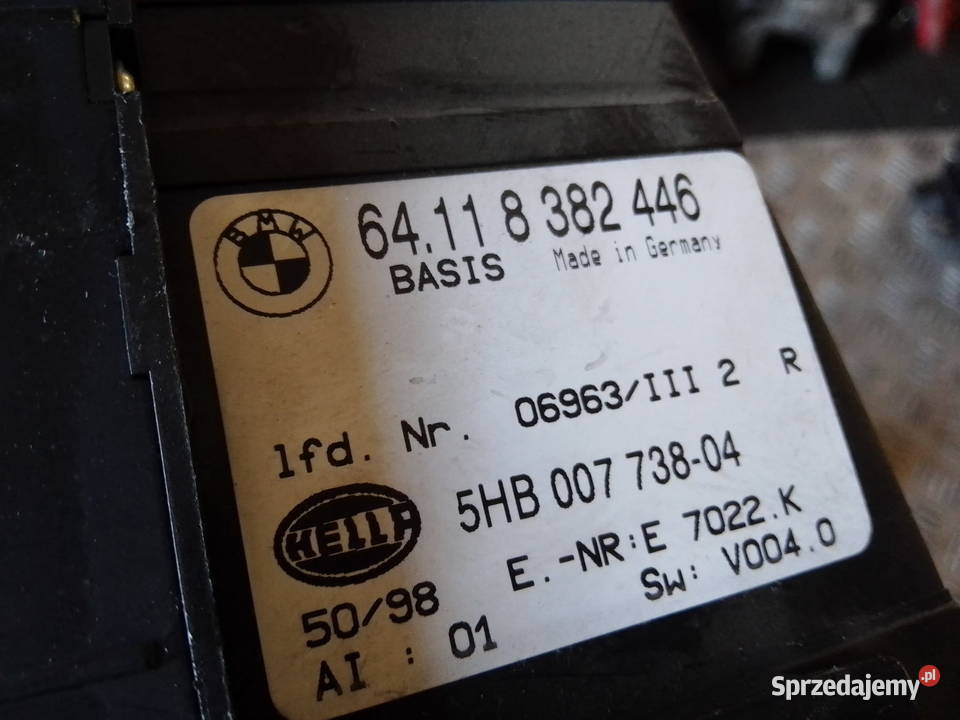 BMW
64.11 8 382 446
BASIS Made in Germany
lfd. Nr. 06963/III 2 R
HELLA 5HB 007 738-04
E.-NR:E 7022.K
50/98 SW: V004.0
AI : 01
Sprzedajemy.pl